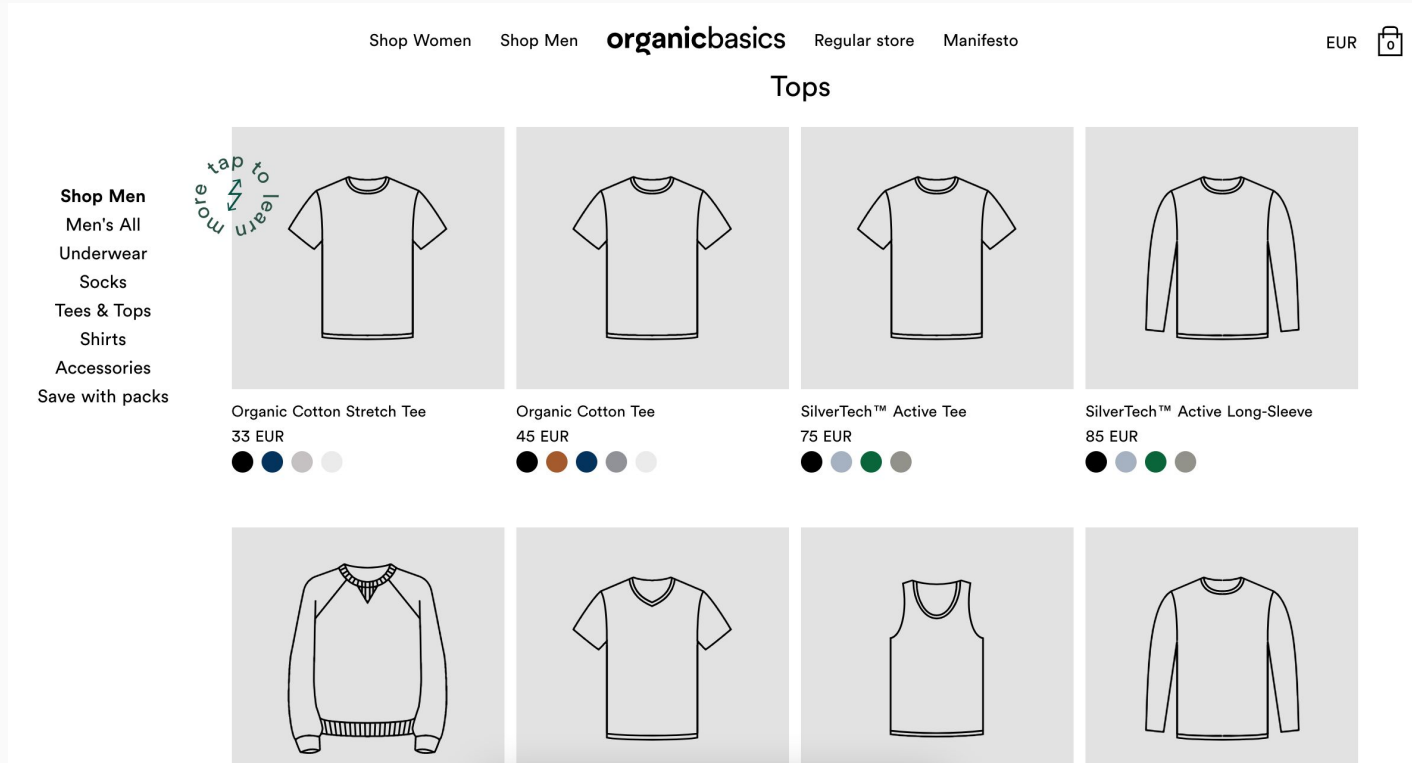 Shop Women Shop Men organicbasics Regular store Manifesto EUR 0
Tops
tap to learn more
Shop Men
Men's All
Underwear
Socks
Tees & Tops
Shirts
Accessories
Save with packs
Organic Cotton Stretch Tee
33 EUR
Organic Cotton Tee
45 EUR
SilverTech™ Active Tee
75 EUR
SilverTech™ Active Long-Sleeve
85 EUR